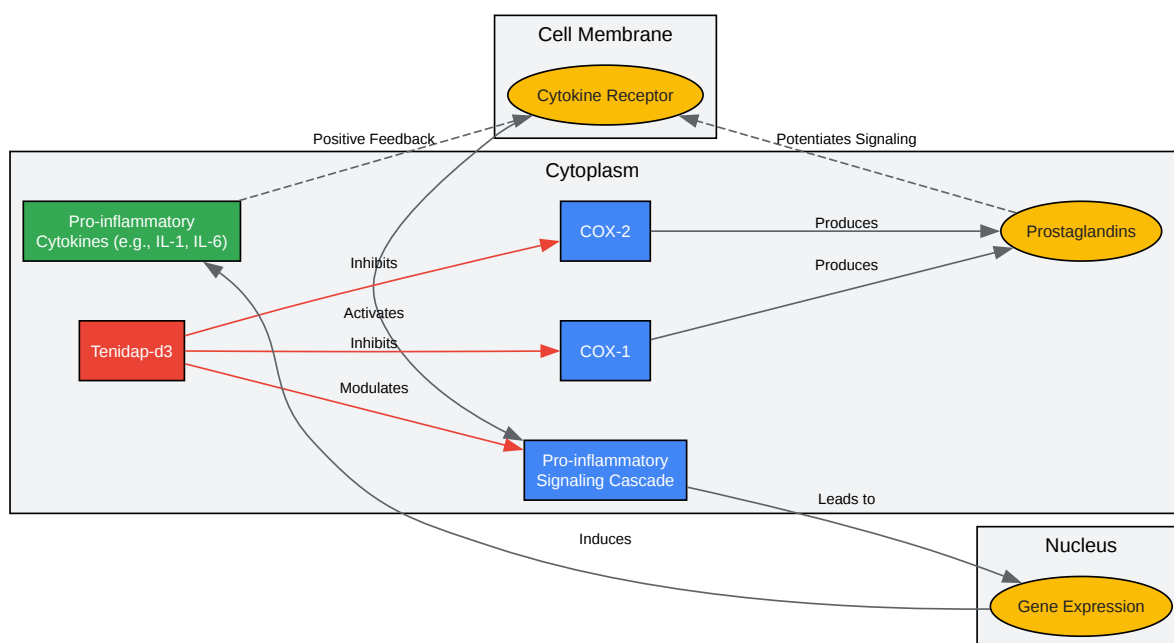 Cell Membrane
Cytokine Receptor
Positive Feedback
Potentiates Signaling
Cytoplasm
Pro-inflammatory
Cytokines (e.g., IL-1, IL-6)
COX-2
Produces
Prostaglandins
Inhibits
Produces
Activates
Tenidap-d3
Inhibits
COX-1
Modulates
Pro-inflammatory
Signaling Cascade
Leads to
Induces
Nucleus
Gene Expression